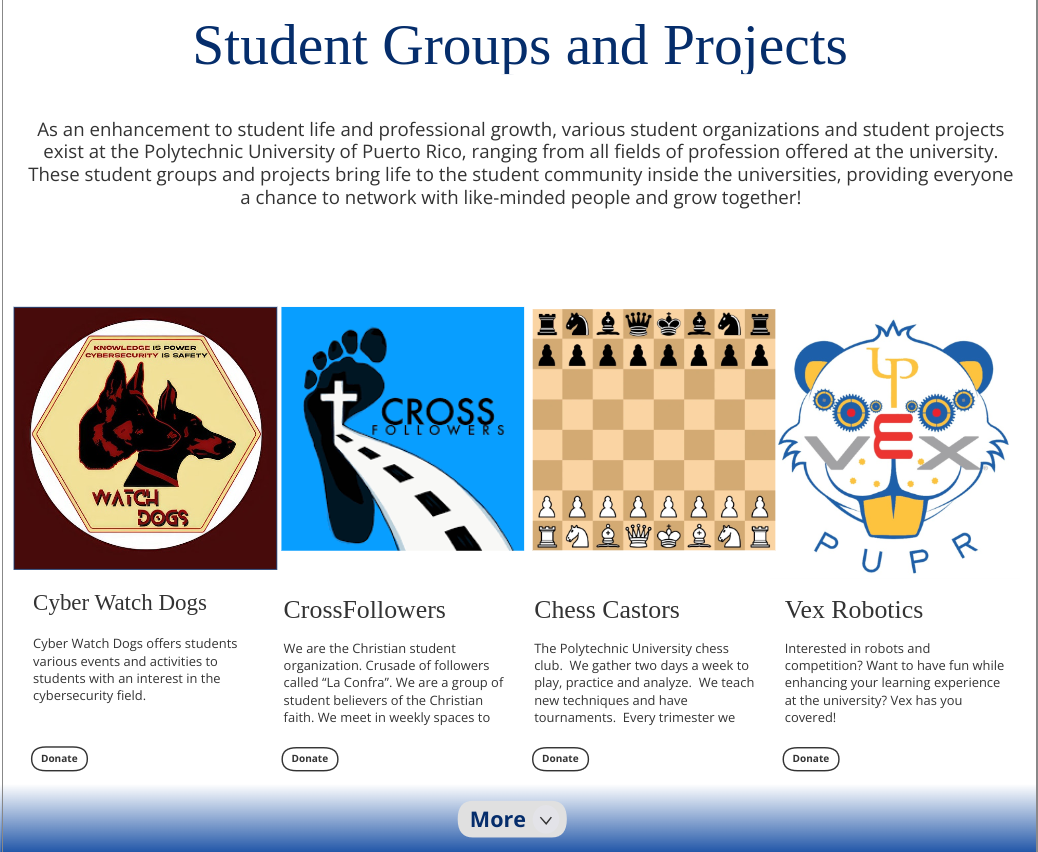 Student Groups and Projects
As an enhancement to student life and professional growth, various student organizations and student projects
exist at the Polytechnic University of Puerto Rico, ranging from all fields of profession offered at the university.
These student groups and projects bring life to the student community inside the universities, providing everyone
a chance to network with like-minded people and grow together!
KNOWLEDGE IS POWER
CYBERSECURITY IS SAFETY
WATCH
DOGS
CROSS
FOLLOWERS
UP
VEX
PUPR
Cyber Watch Dogs
Cyber Watch Dogs offers students
various events and activities to
students with an interest in the
cybersecurity field.
Donate
CrossFollowers
We are the Christian student
organization. Crusade of followers
called “La Confra”. We are a group of
student believers of the Christian
faith. We meet in weekly spaces to
Donate
Chess Castors
The Polytechnic University chess
club.  We gather two days a week to
play, practice and analyze.  We teach
new techniques and have
tournaments.  Every trimester we
Donate
Vex Robotics
Interested in robots and
competition? Want to have fun while
enhancing your learning experience
at the university? Vex has you
covered!
Donate
More